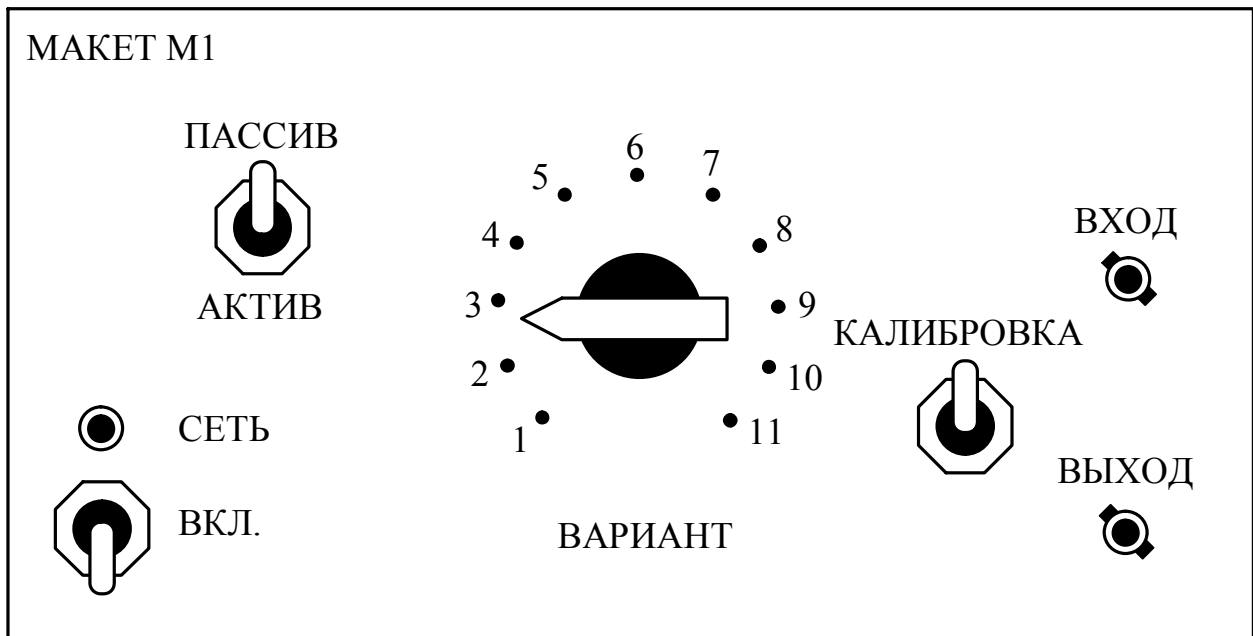 МАКЕТ М1
ПАССИВ
АКТИВ
СЕТЬ
ВКЛ.
1
2
3
4
5
6
7
8
9
10
11
ВАРИАНТ
КАЛИБРОВКА
ВХОД
ВЫХОД